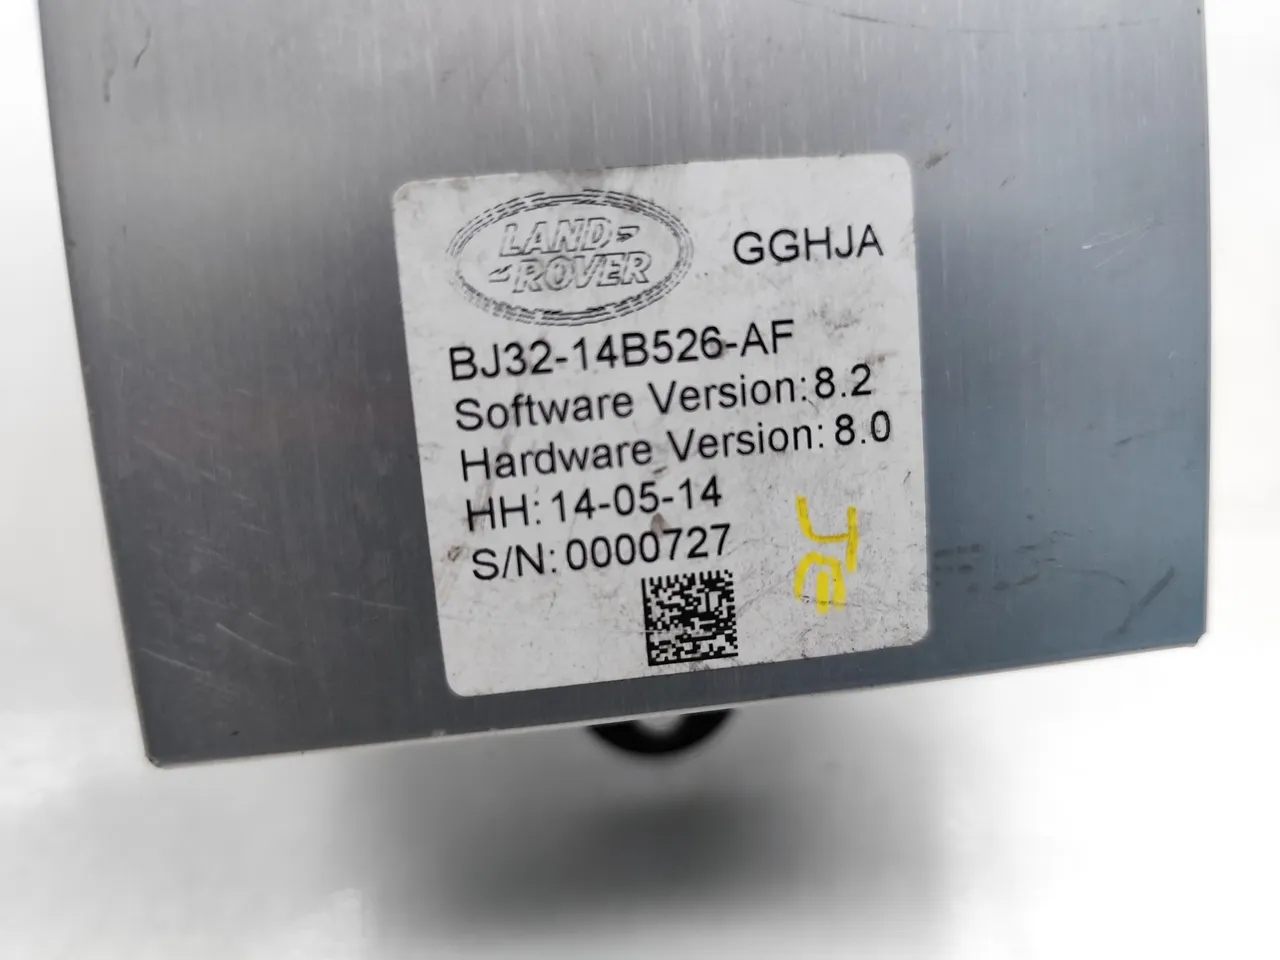 LAND
ROVER
GGHJA
BJ32-14B526-AF
Software Version: 8.2
Hardware Version: 8.0
HH: 14-05-14
S/N: 0000727